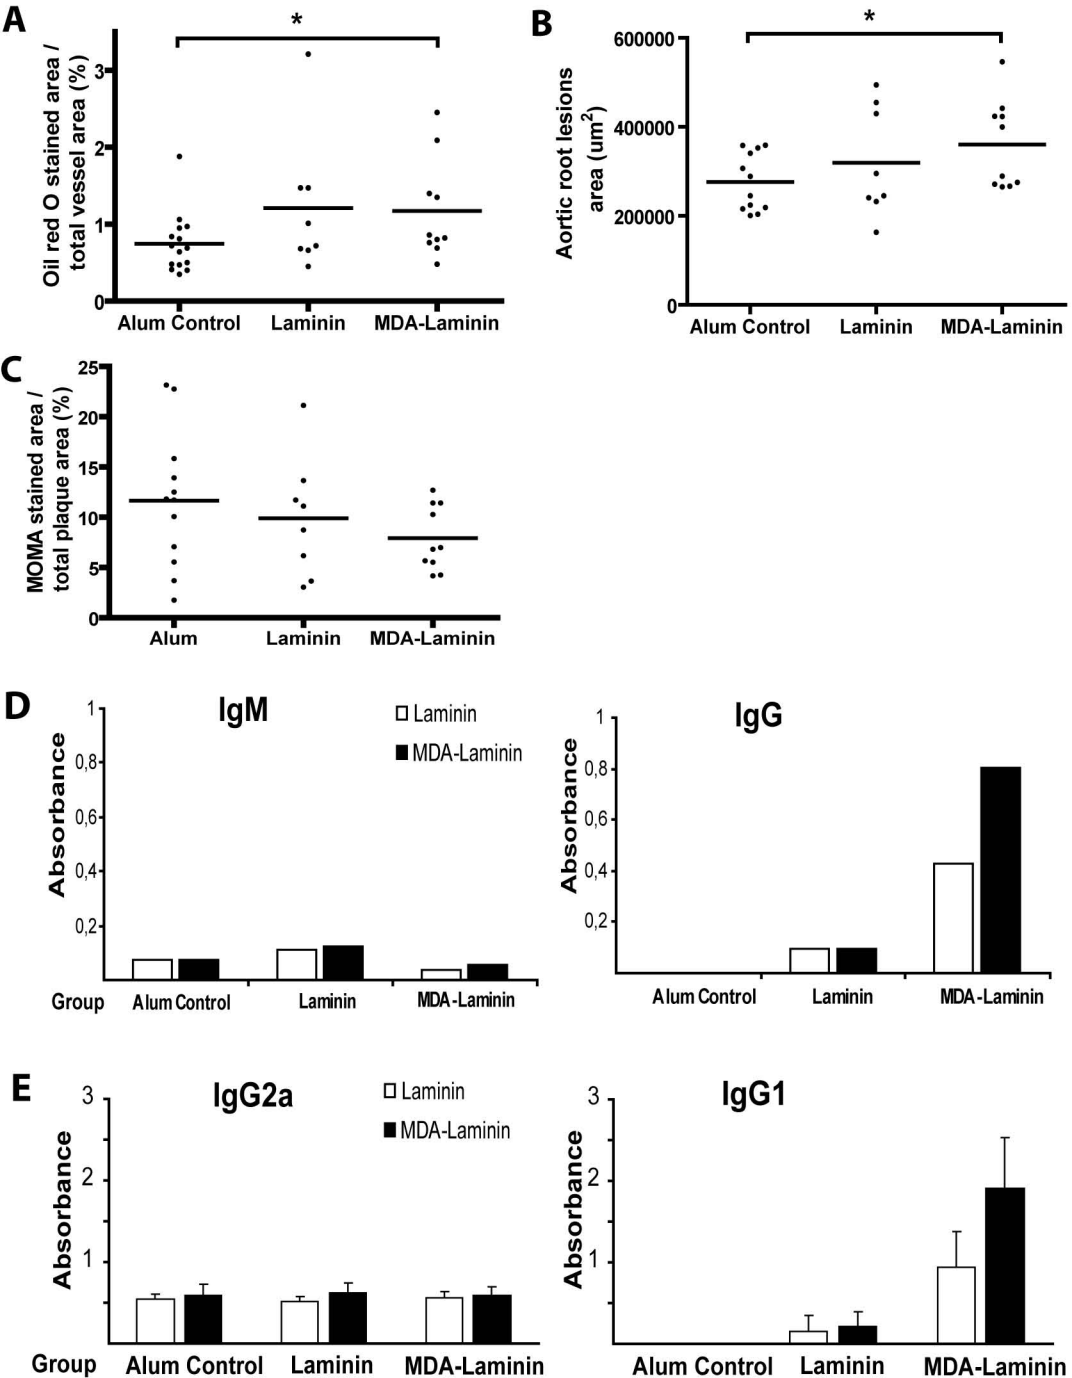 A
*
Oil red O stained area /
total vessel area (%)
3
2
1
0
Alum Control
Laminin
MDA-Laminin
B
*
Aortic root lesions
area (um2)
600000
400000
200000
0
Alum Control
Laminin
MDA-Laminin
C
MOMA stained area /
total plaque area (%)
25
20
15
10
5
0
Alum
Laminin
MDA-Laminin
D
IgM
Laminin
MDA-Laminin
Absorbance
1
0,8
0,6
0,4
0,2
Group
Alum Control
Laminin
MDA-Laminin
IgG
Absorbance
1
0,8
0,6
0,4
0,2
Alum Control
Laminin
MDA-Laminin
E
IgG2a
Laminin
MDA-Laminin
Absorbance
3
2
1
Group
Alum Control
Laminin
MDA-Laminin
IgG1
Absorbance
3
2
1
Alum Control
Laminin
MDA-Laminin